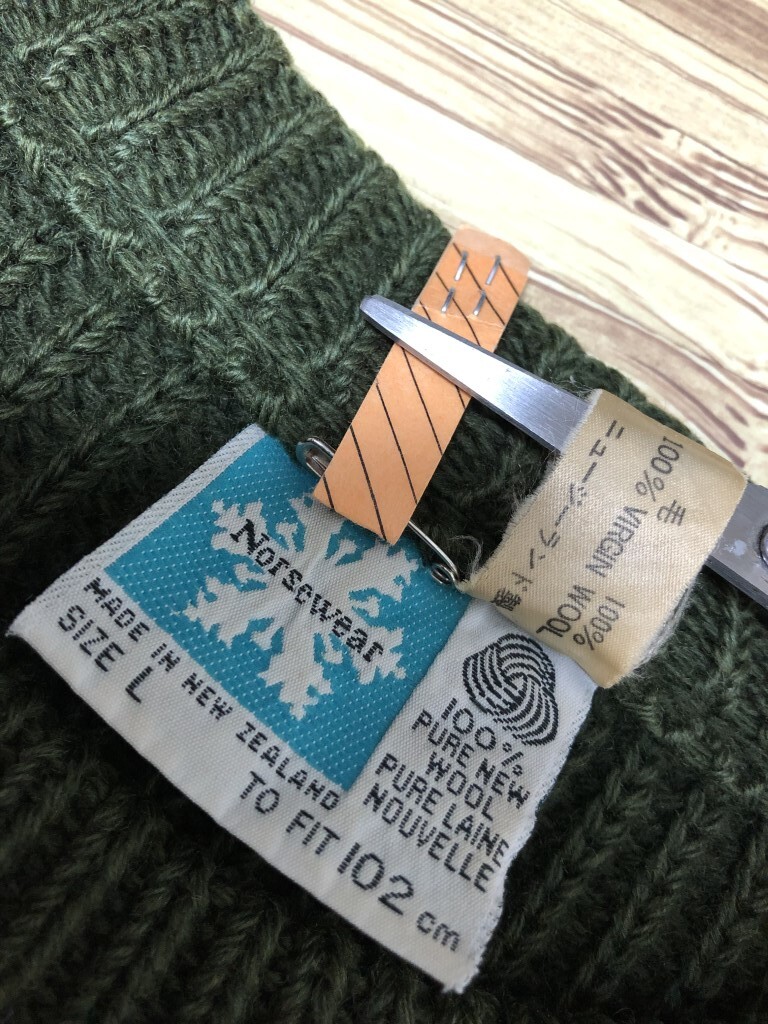 Norsewear
MADE IN NEW ZEALAND
SIZE L
TO FIT 102 cm
100%
PURE NEW
WOOL
PURE LAINE
NOUVELLE
毛 100%
100% VIRGIN WOOL
ニュージーランド製